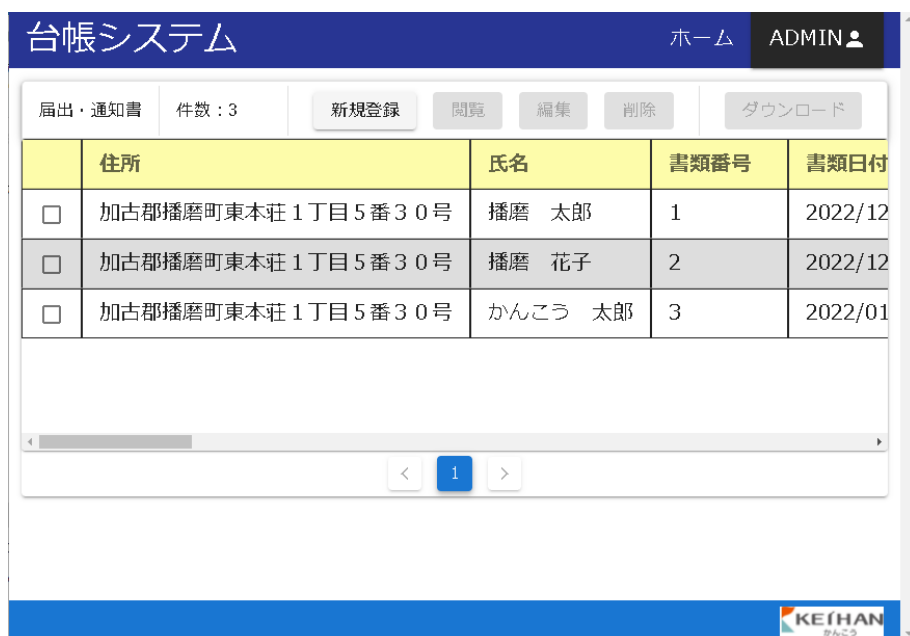 台帳システム ホーム ADMIN
届出・通知書 件数：3 新規登録 閲覧 編集 削除 ダウンロード
住所 氏名 書類番号 書類日付
加古郡播磨町東本荘１丁目５番３０号 播磨　太郎 1 2022/12
加古郡播磨町東本荘１丁目５番３０号 播磨　花子 2 2022/12
加古郡播磨町東本荘１丁目５番３０号 かんこう　太郎 3 2022/01
< 1 >
KEIHAN
かんこう